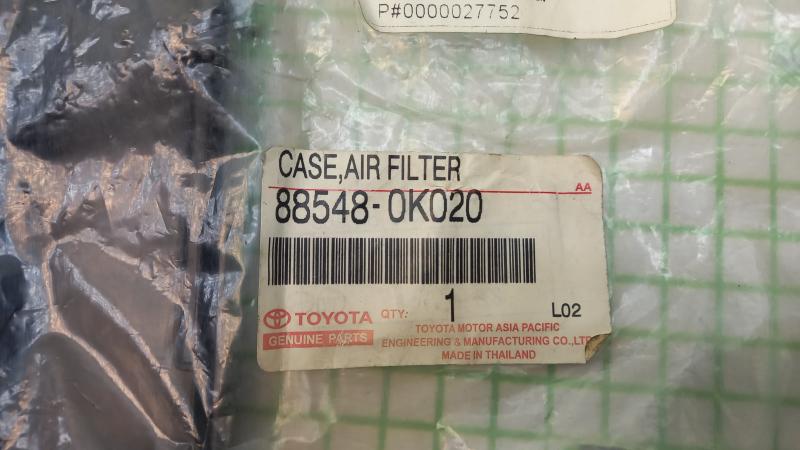 P#0000027752
CASE,AIR FILTER
AA
88548-0K020
TOYOTA QTY: 1 L02
GENUINE PARTS
TOYOTA MOTOR ASIA PACIFIC
ENGINEERING & MANUFACTURING CO.,LTD
MADE IN THAILAND